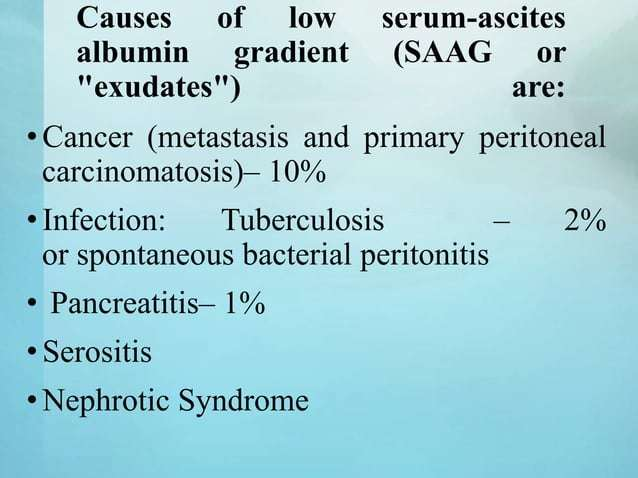 Causes of low serum-ascites
albumin gradient (SAAG or
"exudates") are:
• Cancer (metastasis and primary peritoneal
carcinomatosis)– 10%
• Infection: Tuberculosis – 2%
or spontaneous bacterial peritonitis
• Pancreatitis– 1%
• Serositis
• Nephrotic Syndrome